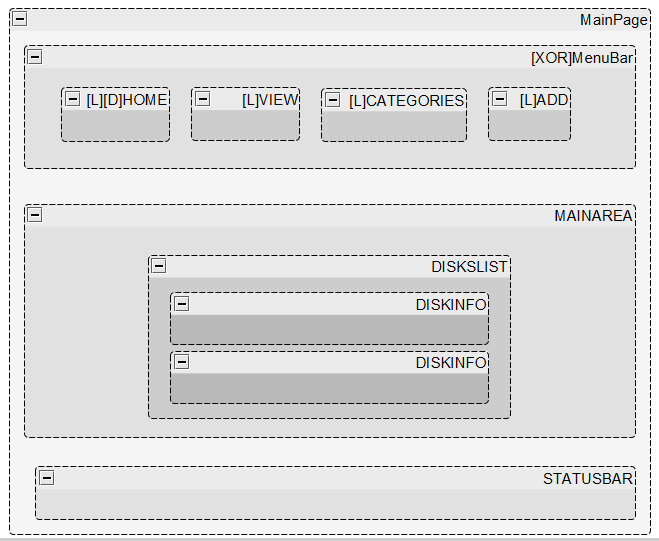 MainPage
[XOR]MenuBar
[L][D]HOME [L]VIEW [L]CATEGORIES [L]ADD
MAINAREA
DISKSLIST
DISKINFO
DISKINFO
STATUSBAR